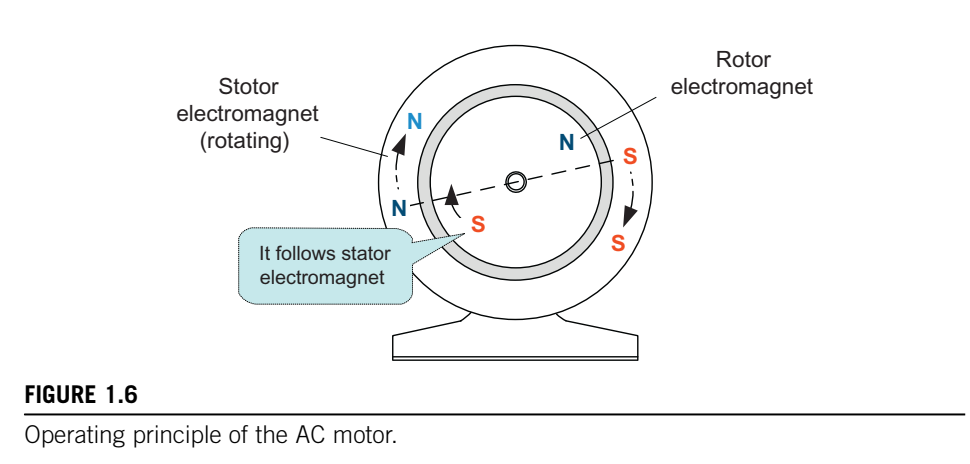 Stotor
electromagnet
(rotating)
Rotor
electromagnet
N
N
S
N
S
S
It follows stator
electromagnet
FIGURE 1.6
Operating principle of the AC motor.